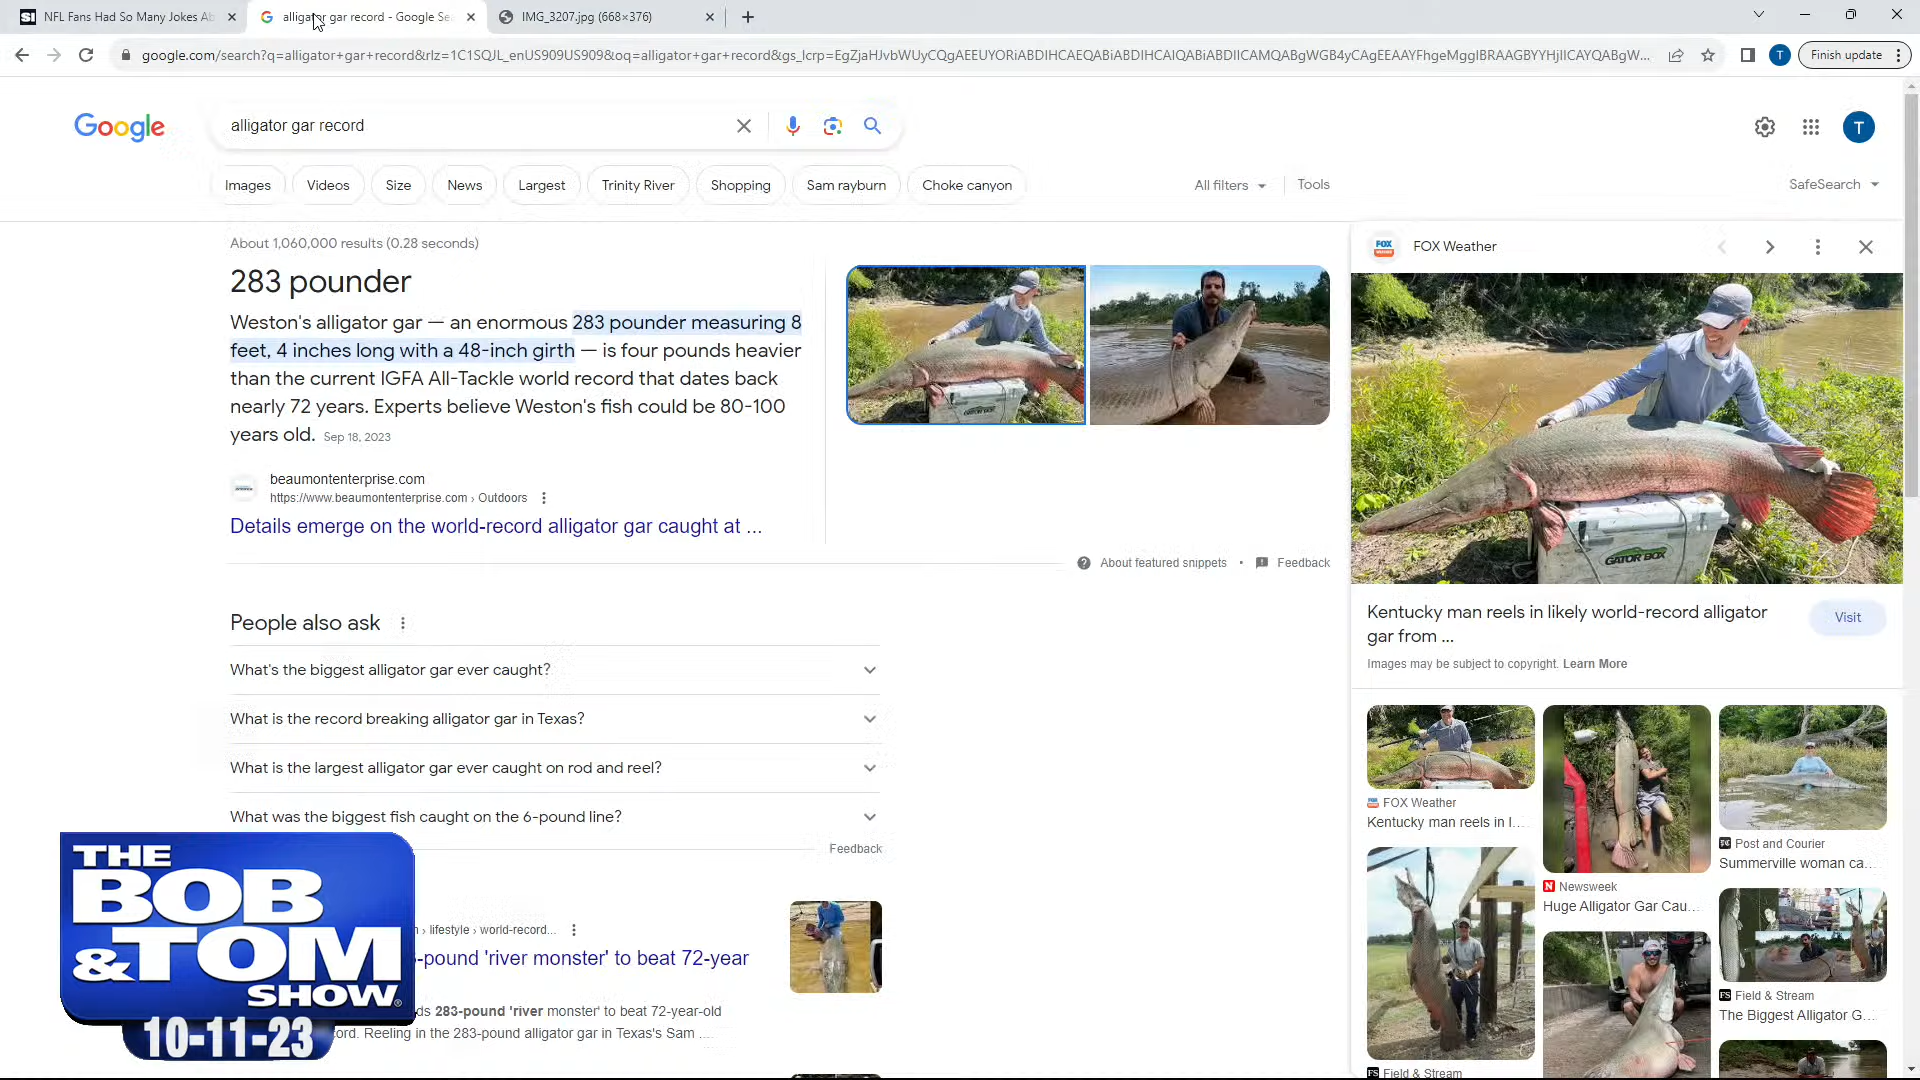 NFL Fans Had So Many Jokes Ab
alligator gar record - Google Se
IMG_3207.jpg (668×376)
google.com/search?q=alligator+gar+record&rlz=1C1SQJL_enUS909US909&oq=alligator+gar+record&gs_lcrp=EgZjaHJvbWUyCQgAEEUYORiABDIHCAEQABiABDIHCAIQABiABDIICAMQABgWGB4yCAgEEAAYFhgeMggIBRAAGBYYHjIICAYQABgW...
Finish update
Google
alligator gar record
T
Images
Videos
Size
News
Largest
Trinity River
Shopping
Sam rayburn
Choke canyon
All filters
Tools
SafeSearch
About 1,060,000 results (0.28 seconds)
283 pounder
Weston's alligator gar — an enormous 283 pounder measuring 8
feet, 4 inches long with a 48-inch girth — is four pounds heavier
than the current IGFA All-Tackle world record that dates back
nearly 72 years. Experts believe Weston's fish could be 80-100
years old. Sep 18, 2023
beaumontenterprise.com
https://www.beaumontenterprise.com › Outdoors
Details emerge on the world-record alligator gar caught at ...
About featured snippets • Feedback
People also ask
What's the biggest alligator gar ever caught?
What is the record breaking alligator gar in Texas?
What is the largest alligator gar ever caught on rod and reel?
What was the biggest fish caught on the 6-pound line?
Feedback
› lifestyle › world-record...
-pound 'river monster' to beat 72-year
ds 283-pound 'river monster' to beat 72-year-old
ord. Reeling in the 283-pound alligator gar in Texas's Sam ...
FOX Weather
GATOR BOX
Kentucky man reels in likely world-record alligator
gar from ...
Visit
Images may be subject to copyright. Learn More
FOX Weather
Kentucky man reels in l...
Newsweek
Huge Alligator Gar Cau...
Post and Courier
Summerville woman ca...
Field & Stream
The Biggest Alligator G...
Field & Stream
THE
BOB
&TOM
SHOW
10-11-23